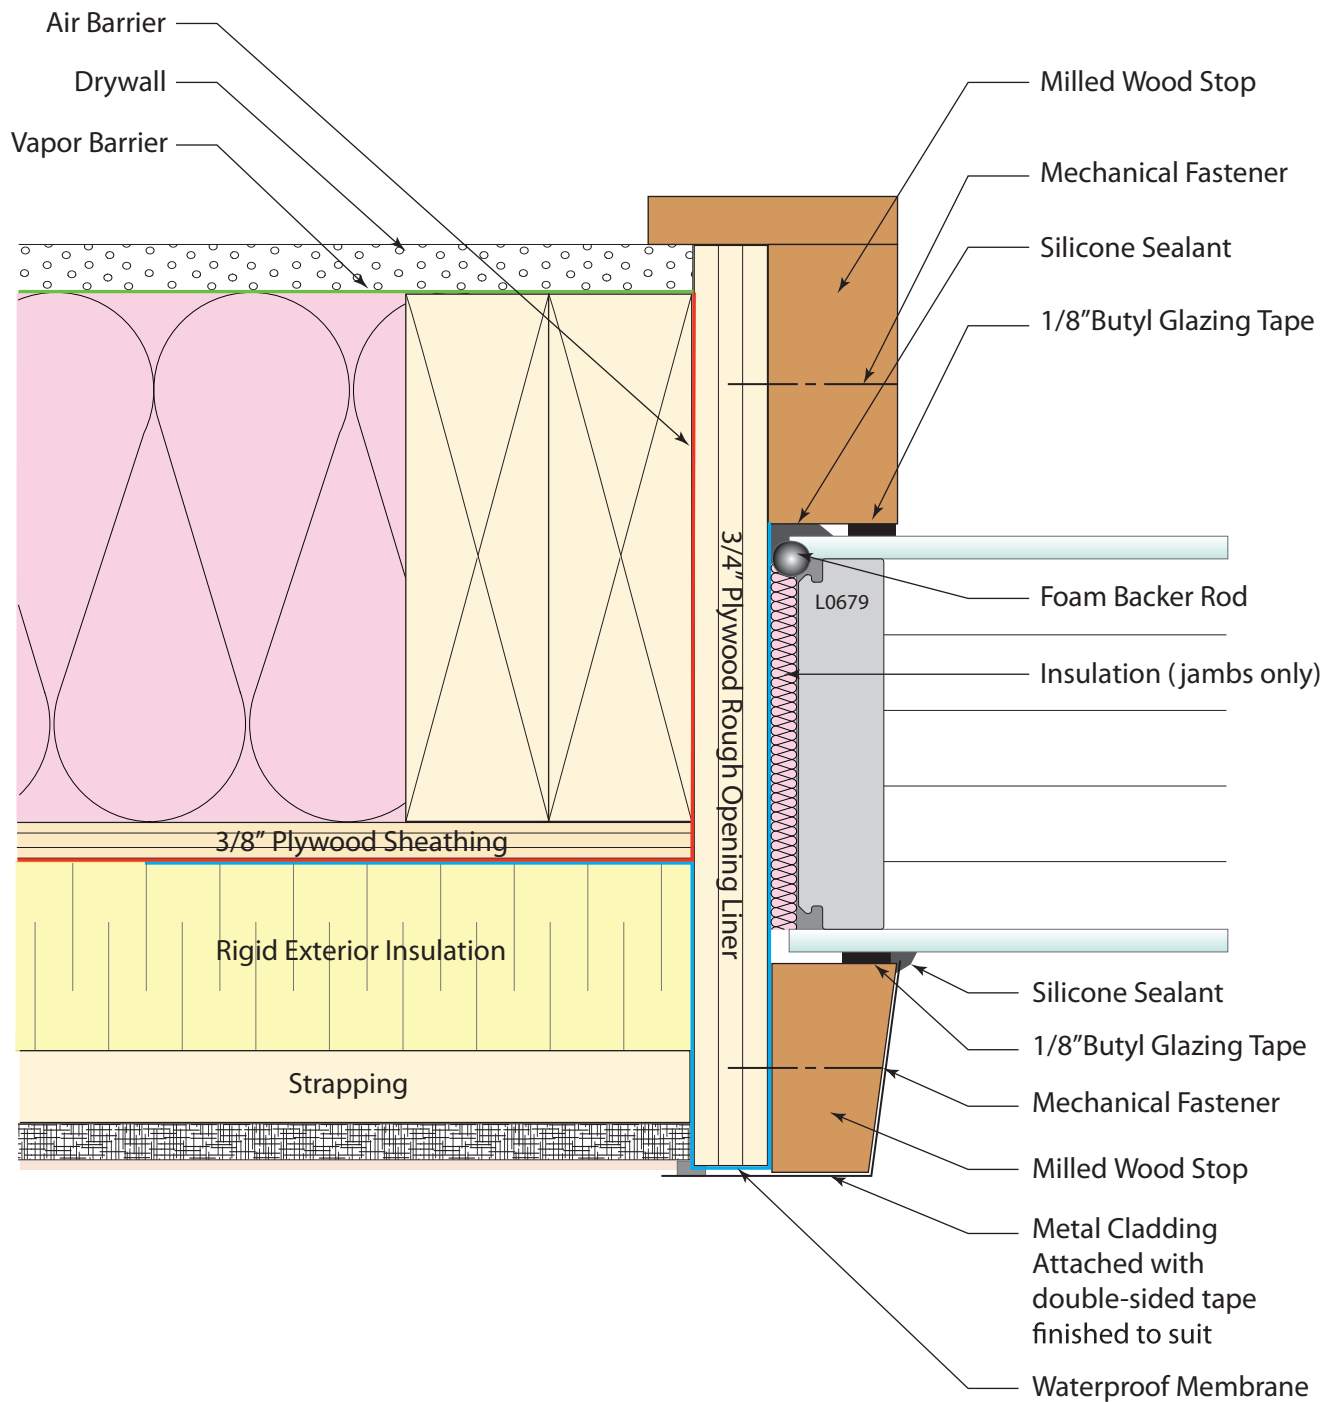 Air Barrier
Drywall
Vapor Barrier
Milled Wood Stop
Mechanical Fastener
Silicone Sealant
1/8”Butyl Glazing Tape
3/4” Plywood Rough Opening Liner
L0679
Foam Backer Rod
Insulation (jambs only)
3/8” Plywood Sheathing
Rigid Exterior Insulation
Strapping
Silicone Sealant
1/8”Butyl Glazing Tape
Mechanical Fastener
Milled Wood Stop
Metal Cladding
Attached with
double-sided tape
finished to suit
Waterproof Membrane